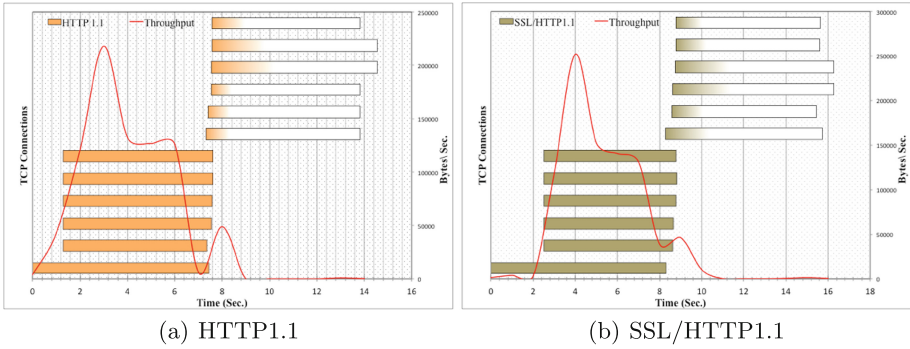 HTTP1.1 Throughput
TCP Connections
Bytes\ Sec.
250000
200000
150000
100000
50000
0
0 2 4 6 8 10 12 14 16
Time (Sec.)
(a) HTTP1.1
SSL/HTTP1.1 Throughput
TCP Connections
Bytes\ Sec.
300000
250000
200000
150000
100000
50000
0
0 2 4 6 8 10 12 14 16 18
Time (Sec.)
(b) SSL/HTTP1.1